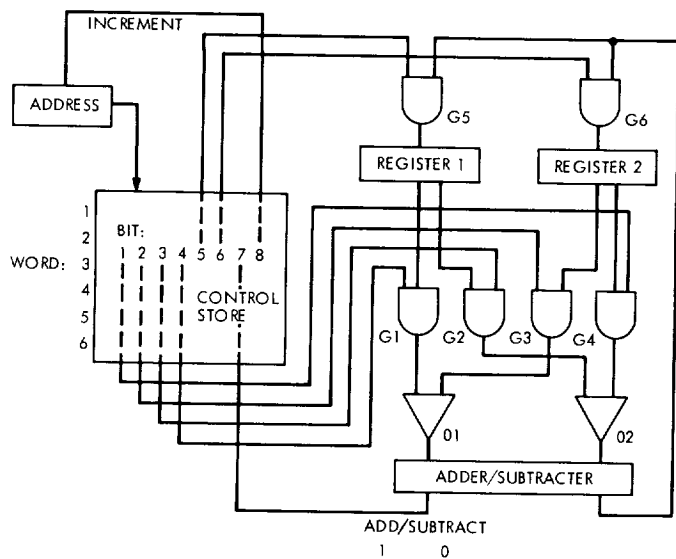 INCREMENT
ADDRESS
G5
G6
REGISTER 1
REGISTER 2
1
2
WORD: 3
4
5
6
BIT:
1 2 3 4 5 6 7 8
CONTROL
STORE
G1
G2
G3
G4
01
02
ADDER/SUBTRACTER
ADD/SUBTRACT
1 0